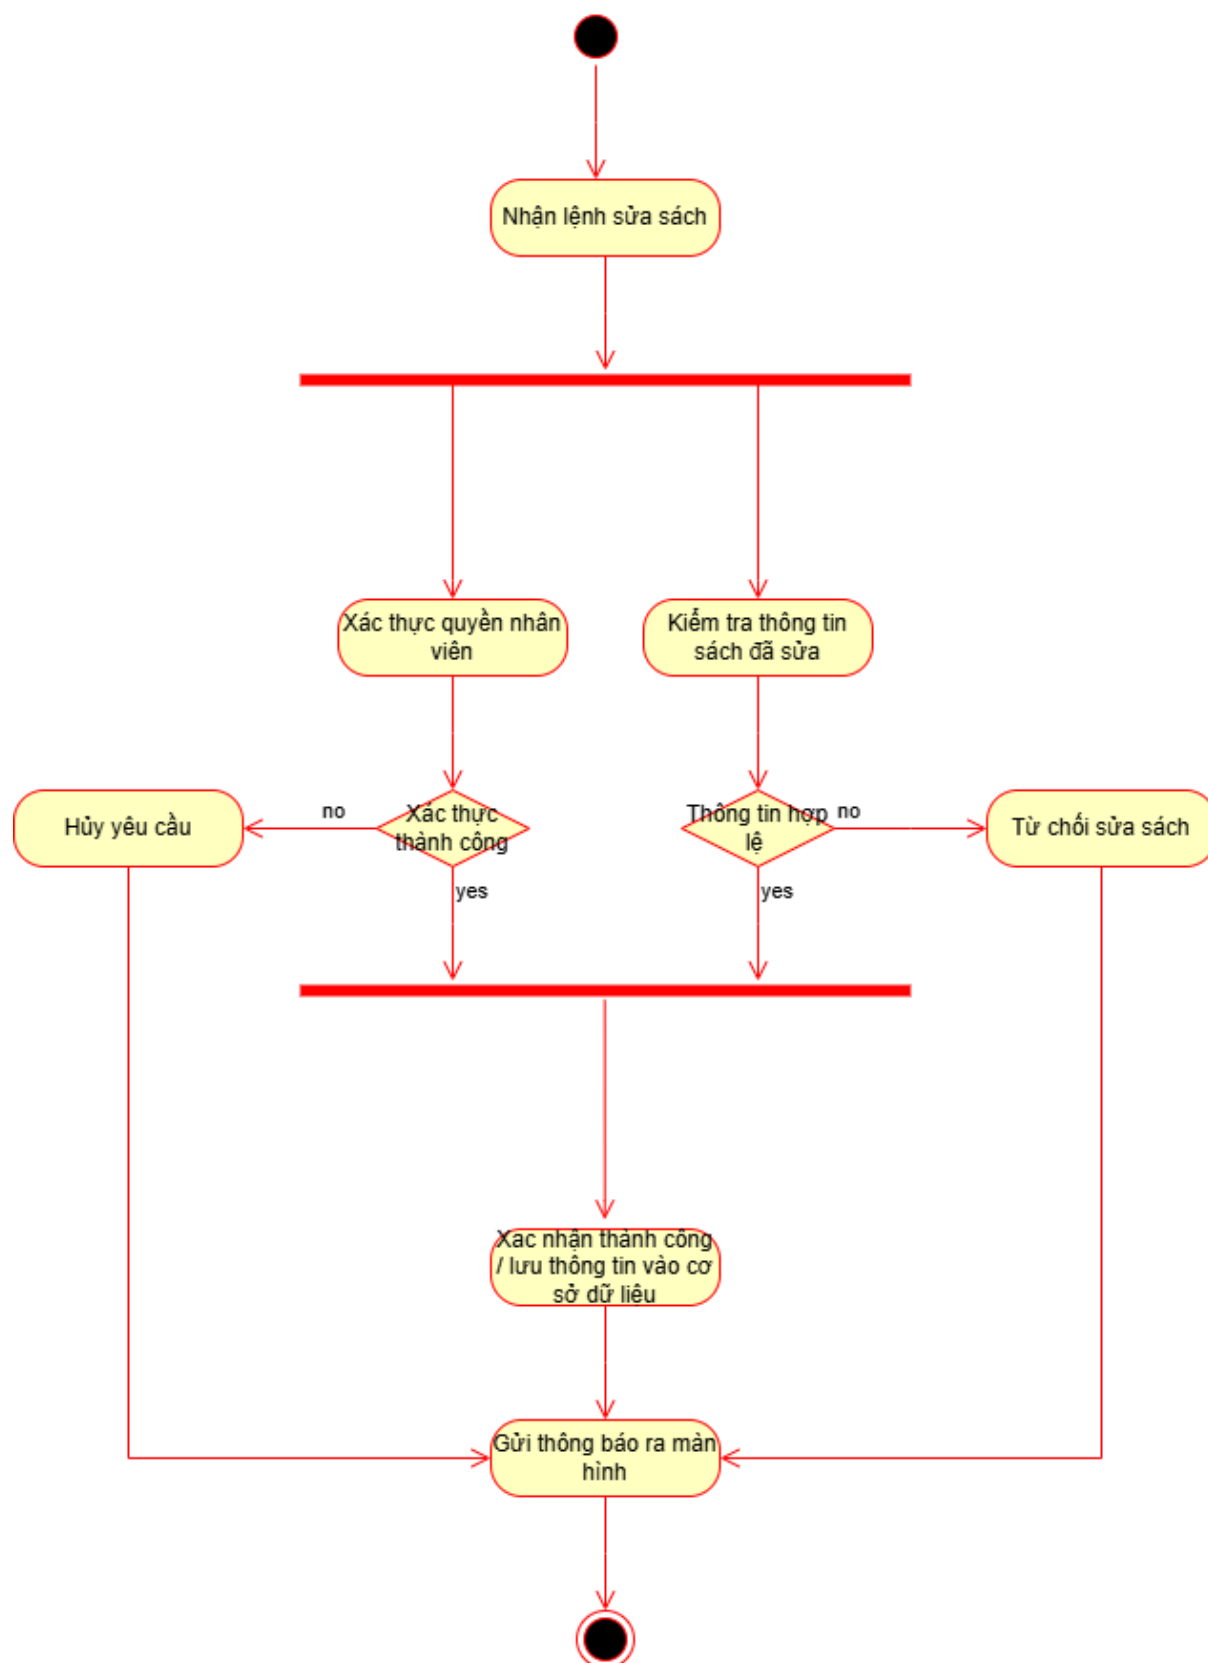 Nhận lệnh sửa sách
Xác thực quyền nhân
viên
Kiểm tra thông tin
sách đã sửa
Hủy yêu cầu
no
Xác thực
thành công
Thông tin hợp
lệ
no
Từ chối sửa sách
yes
yes
Xac nhận thành công
/ lưu thông tin vào cơ
sở dữ liệu
Gửi thông báo ra màn
hình